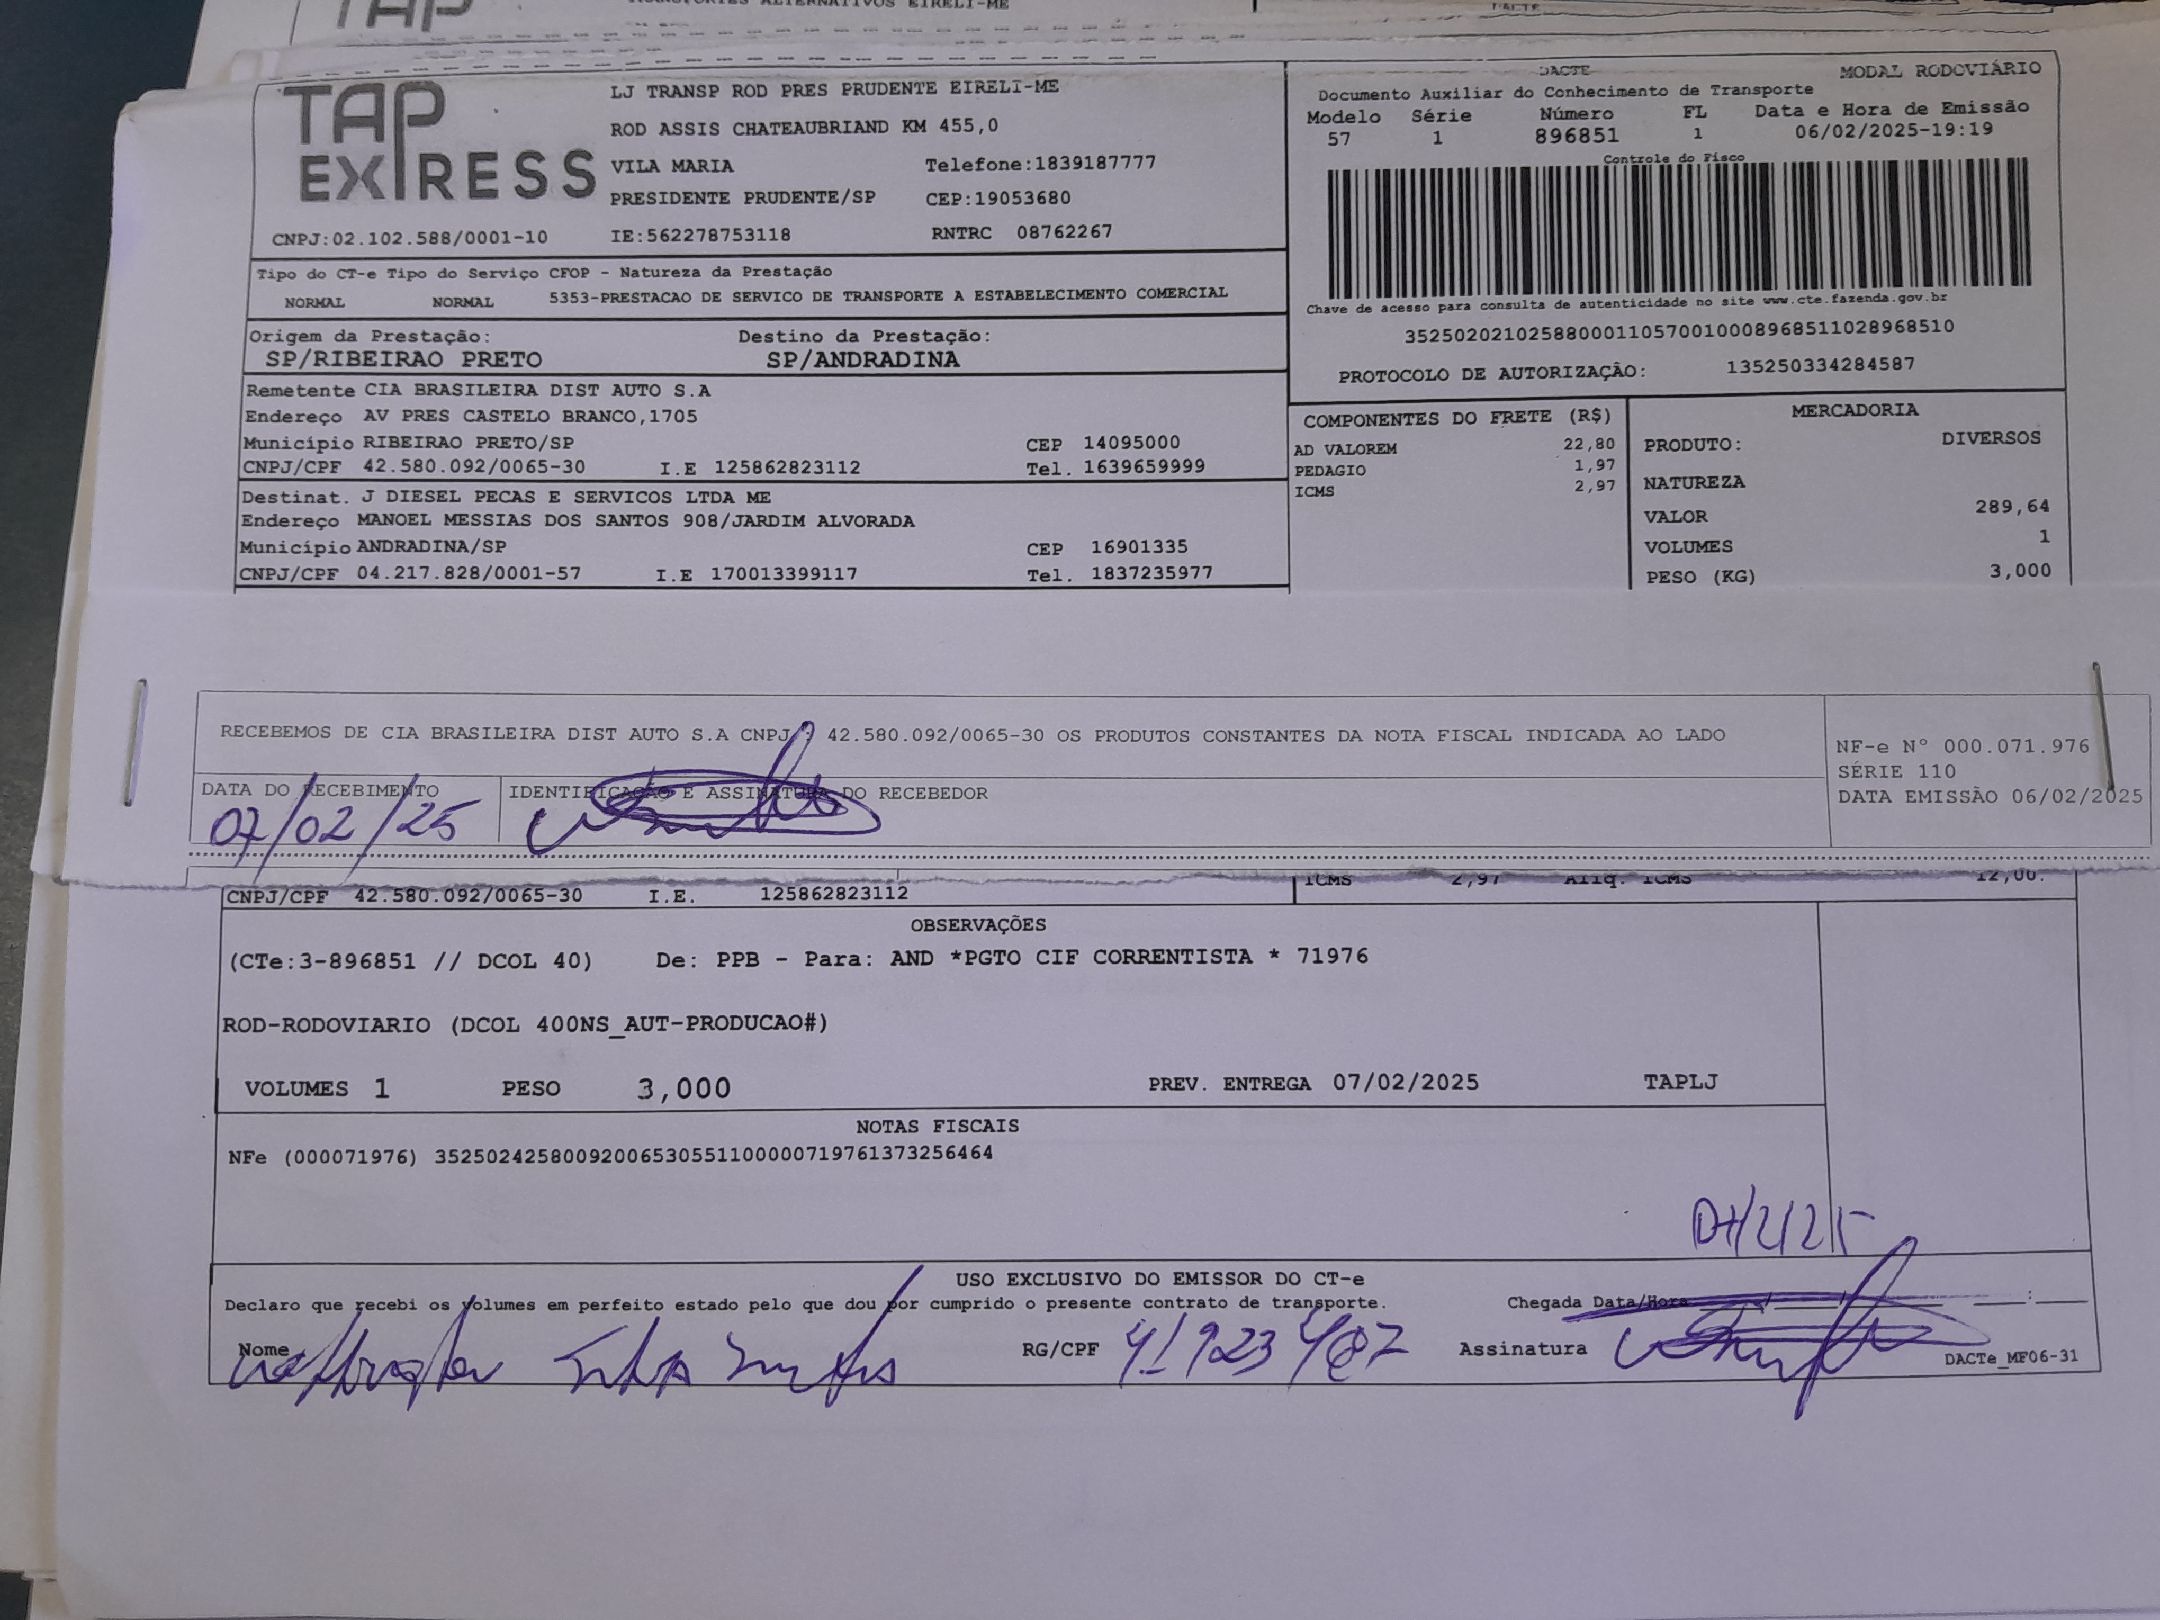 TRANSPORTES ALTERNATIVOS EIRELI-ME
DACTE
TAP EXPRESS
LJ TRANSP ROD PRES PRUDENTE EIRELI-ME
ROD ASSIS CHATEAUBRIAND KM 455,0
VILA MARIA Telefone:1839187777
PRESIDENTE PRUDENTE/SP CEP:19053680
CNPJ:02.102.588/0001-10 IE:562278753118 RNTRC 08762267
DACTE MODAL RODOVIÁRIO
Documento Auxiliar do Conhecimento de Transporte
Modelo Série Número FL Data e Hora de Emissão
57 1 896851 1 06/02/2025-19:19
Controle do Fisco
Chave de acesso para consulta de autenticidade no site www.cte.fazenda.gov.br
35250202102588000110570010008968511028968510
PROTOCOLO DE AUTORIZAÇÃO: 135250334284587
Tipo do CT-e Tipo do Serviço CFOP - Natureza da Prestação
NORMAL NORMAL 5353-PRESTACAO DE SERVICO DE TRANSPORTE A ESTABELECIMENTO COMERCIAL
Origem da Prestação: Destino da Prestação:
SP/RIBEIRAO PRETO SP/ANDRADINA
Remetente CIA BRASILEIRA DIST AUTO S.A
Endereço AV PRES CASTELO BRANCO,1705
Município RIBEIRAO PRETO/SP CEP 14095000
CNPJ/CPF 42.580.092/0065-30 I.E 125862823112 Tel. 1639659999
Destinat. J DIESEL PECAS E SERVICOS LTDA ME
Endereço MANOEL MESSIAS DOS SANTOS 908/JARDIM ALVORADA
Município ANDRADINA/SP CEP 16901335
CNPJ/CPF 04.217.828/0001-57 I.E 170013399117 Tel. 1837235977
COMPONENTES DO FRETE (R$)
AD VALOREM 22,80
PEDAGIO 1,97
ICMS 2,97
MERCADORIA
PRODUTO: DIVERSOS
NATUREZA
VALOR 289,64
VOLUMES 1
PESO (KG) 3,000
RECEBEMOS DE CIA BRASILEIRA DIST AUTO S.A CNPJ : 42.580.092/0065-30 OS PRODUTOS CONSTANTES DA NOTA FISCAL INDICADA AO LADO
DATA DO RECEBIMENTO IDENTIFICAÇÃO E ASSINATURA DO RECEBEDOR
07/02/25
NF-e N° 000.071.976
SÉRIE 110
DATA EMISSÃO 06/02/2025
CNPJ/CPF 42.580.092/0065-30 I.E. 125862823112 ICMS 2,97 Aliq. ICMS 12,00.
OBSERVAÇÕES
(CTe:3-896851 // DCOL 40) De: PPB - Para: AND *PGTO CIF CORRENTISTA * 71976
ROD-RODOVIARIO (DCOL 400NS_AUT-PRODUCAO#)
VOLUMES 1 PESO 3,000 PREV. ENTREGA 07/02/2025 TAPLJ
NOTAS FISCAIS
NFe (000071976) 35250242580092006530551100000719761373256464
07/2/25
USO EXCLUSIVO DO EMISSOR DO CT-e
Declaro que recebi os volumes em perfeito estado pelo que dou por cumprido o presente contrato de transporte. Chegada Data/Hora
Nome RG/CPF Assinatura
DACTe_MF06-31